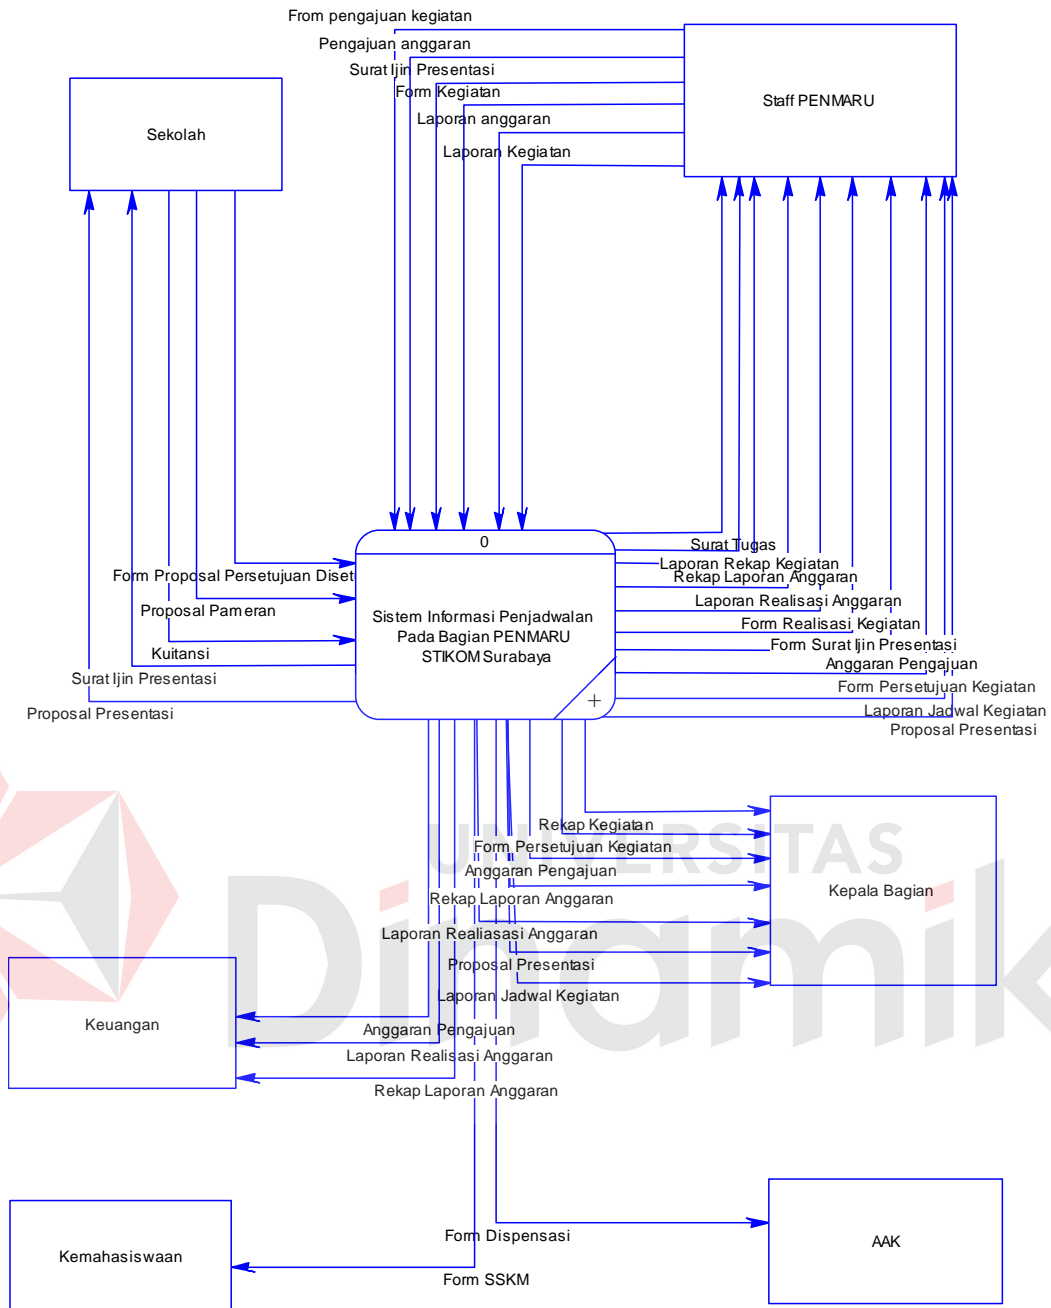 From pengajuan kegiatan
Pengajuan anggaran
Surat Ijin Presentasi
Form Kegiatan
Laporan anggaran
Laporan Kegiatan
Staff PENMARU
Sekolah
0
Sistem Informasi Penjadwalan
Pada Bagian PENMARU
STIKOM Surabaya
+
Form Proposal Persetujuan Diset
Proposal Pameran
Kuitansi
Surat Ijin Presentasi
Proposal Presentasi
Surat Tugas
Laporan Rekap Kegiatan
Rekap Laporan Anggaran
Laporan Realisasi Anggaran
Form Realisasi Kegiatan
Form Surat Ijin Presentasi
Anggaran Pengajuan
Form Persetujuan Kegiatan
Laporan Jadwal Kegiatan
Proposal Presentasi
Rekap Kegiatan
Form Persetujuan Kegiatan
Anggaran Pengajuan
Rekap Laporan Anggaran
Laporan Realiasasi Anggaran
Proposal Presentasi
Laporan Jadwal Kegiatan
Kepala Bagian
UNIVERSITAS
Dinamik
Keuangan
Anggaran Pengajuan
Laporan Realisasi Anggaran
Rekap Laporan Anggaran
Kemahasiswaan
Form Dispensasi
Form SSKM
AAK